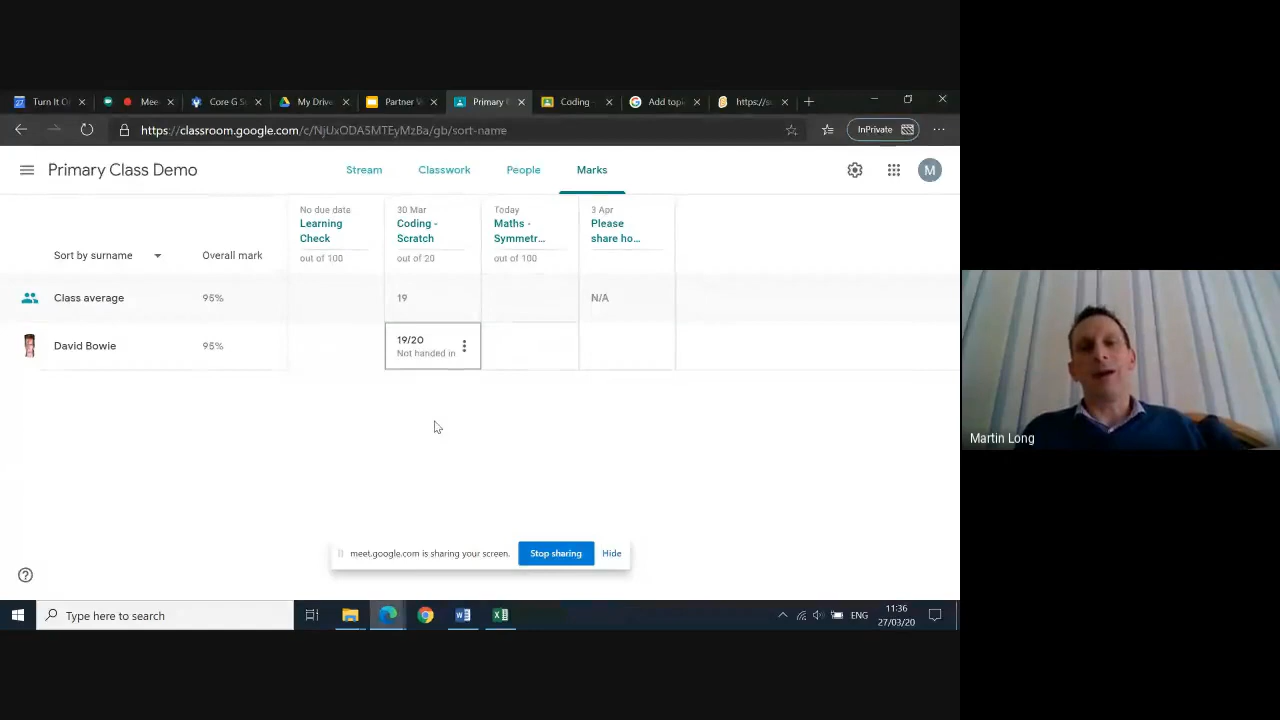 Turn It O
Mee
Core G S
My Drive
Partner W
Primary
Coding -
Add topi
https://s
https://classroom.google.com/c/NjUxODA5MTEyMzBa/gb/sort-name
InPrivate
Primary Class Demo
Stream
Classwork
People
Marks
M
No due date
Learning
Check
out of 100
30 Mar
Coding -
Scratch
out of 20
Today
Maths -
Symmetr...
out of 100
3 Apr
Please
share ho...
Sort by surname
Overall mark
Class average
95%
19
N/A
David Bowie
95%
19/20
Not handed in
meet.google.com is sharing your screen.
Stop sharing
Hide
Martin Long
Type here to search
ENG
11:36
27/03/20